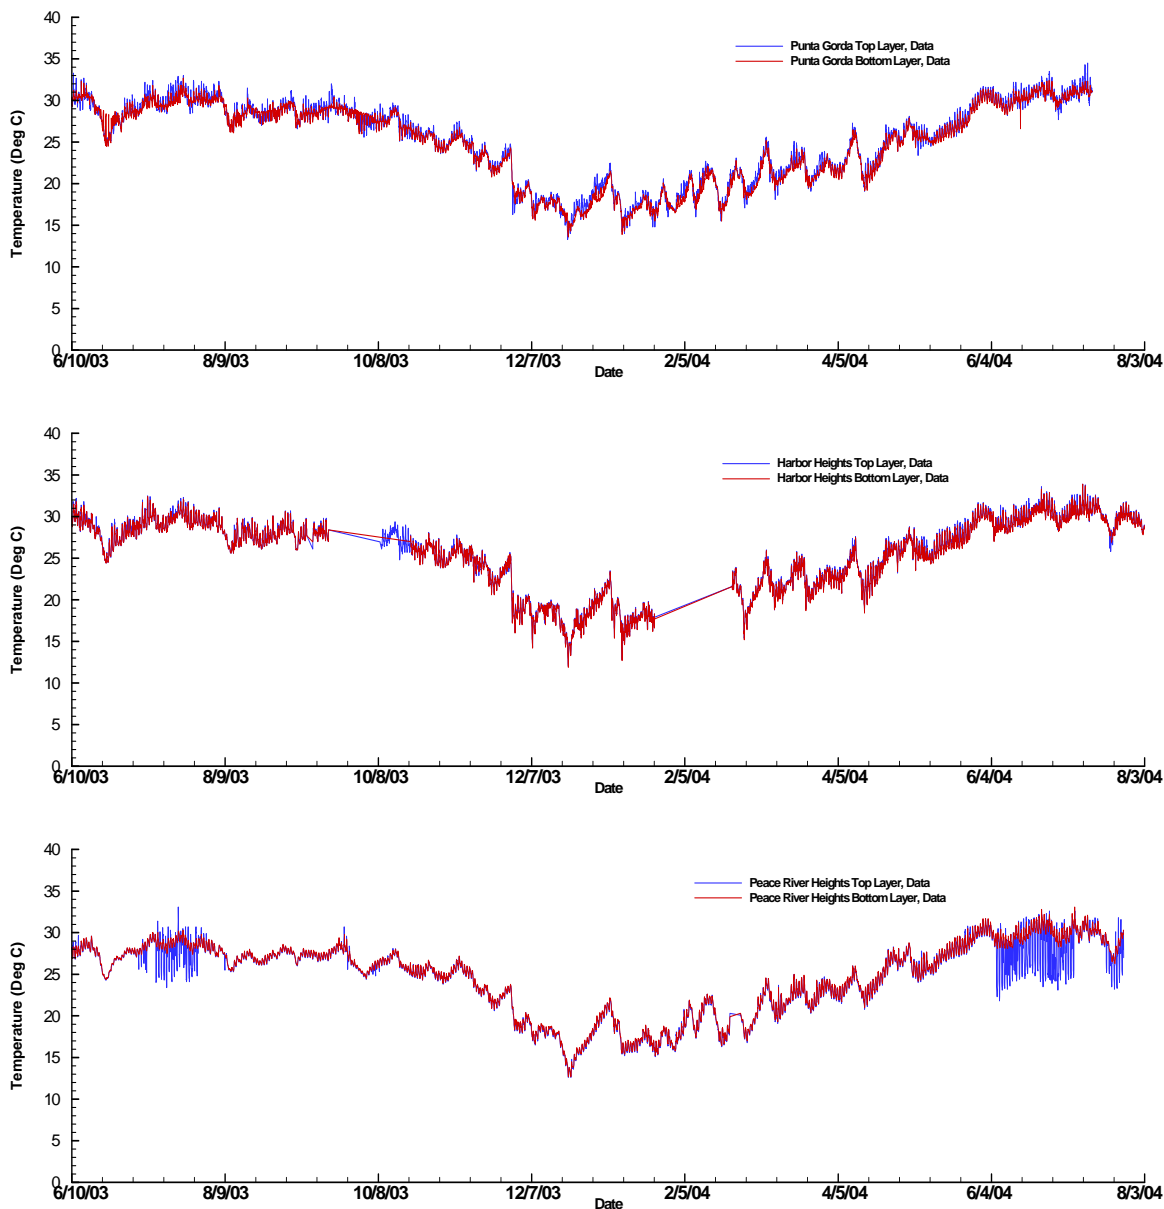 40
Punta Gorda Top Layer, Data
Punta Gorda Bottom Layer, Data
35
30
25
20
15
10
5
0
Temperature (Deg C)
6/10/03 8/9/03 10/8/03 12/7/03 2/5/04 4/5/04 6/4/04 8/3/04
Date
40
Harbor Heights Top Layer, Data
Harbor Heights Bottom Layer, Data
35
30
25
20
15
10
5
0
Temperature (Deg C)
6/10/03 8/9/03 10/8/03 12/7/03 2/5/04 4/5/04 6/4/04 8/3/04
Date
40
Peace River Heights Top Layer, Data
Peace River Heights Bottom Layer, Data
35
30
25
20
15
10
5
0
Temperature (Deg C)
6/10/03 8/9/03 10/8/03 12/7/03 2/5/04 4/5/04 6/4/04 8/3/04
Date